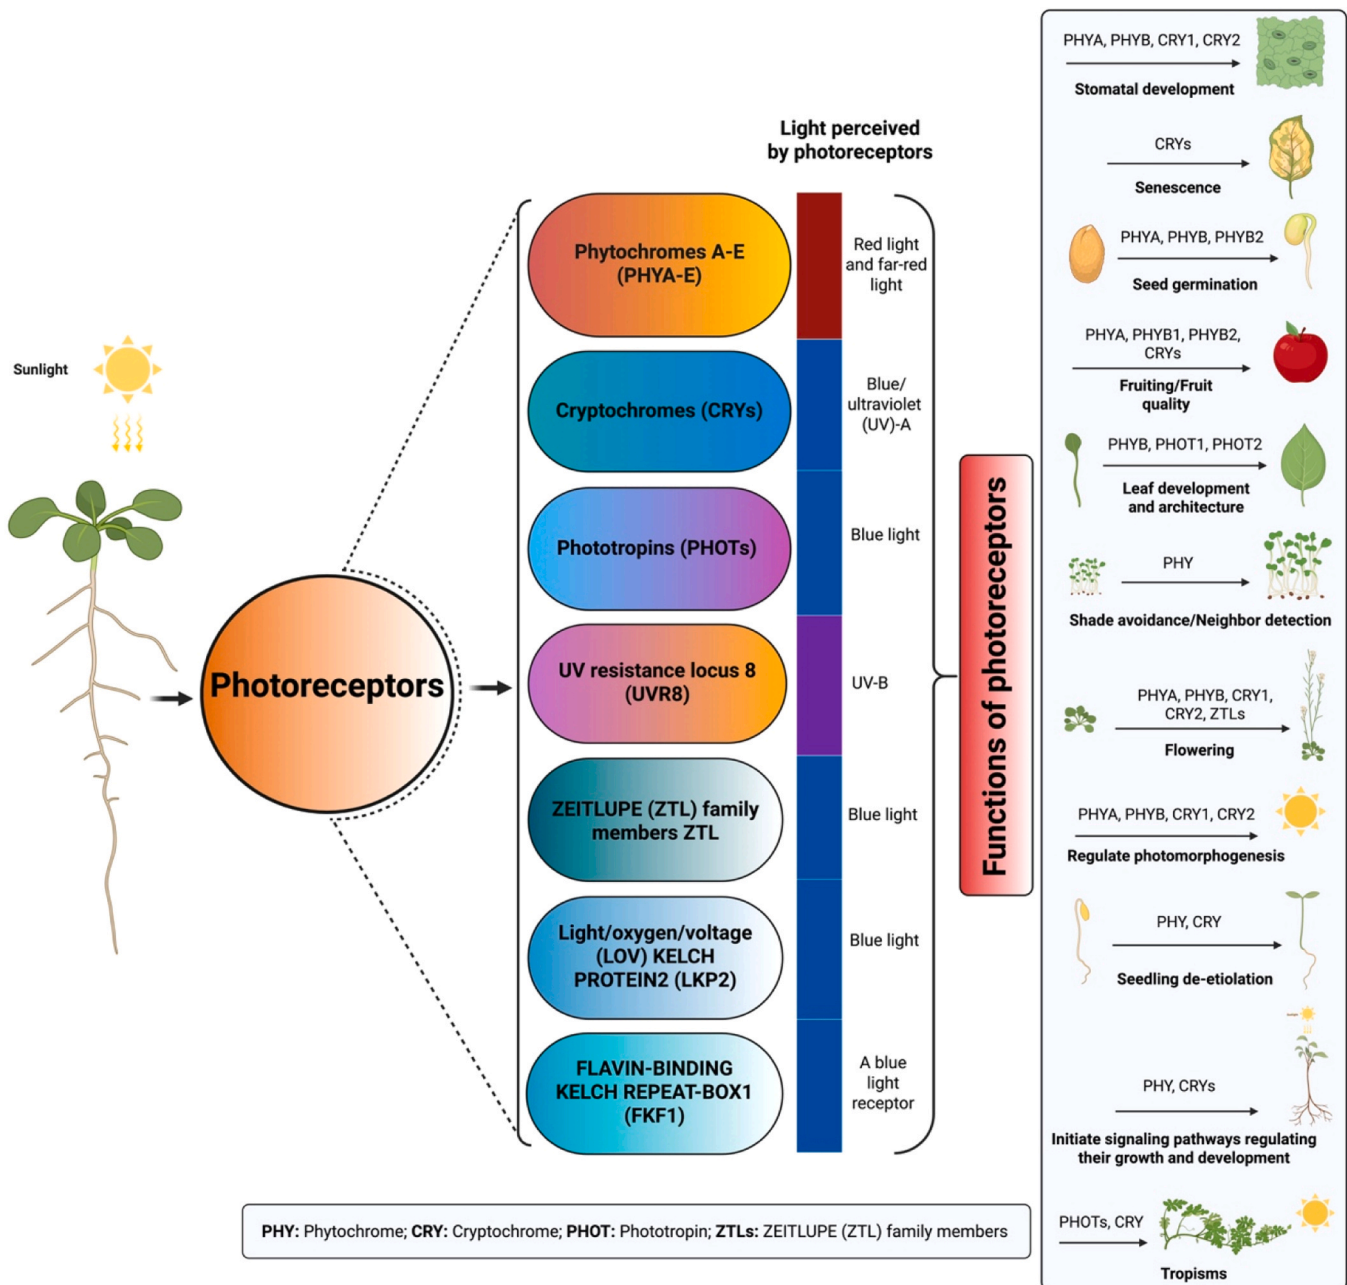 Sunlight
Photoreceptors
Light perceived
by photoreceptors
Phytochromes A-E
(PHYA-E)
Red light
and far-red
light
Cryptochromes (CRYs)
Blue/
ultraviolet
(UV)-A
Phototropins (PHOTs)
Blue light
UV resistance locus 8
(UVR8)
UV-B
ZEITLUPE (ZTL) family
members ZTL
Blue light
Light/oxygen/voltage
(LOV) KELCH
PROTEIN2 (LKP2)
Blue light
FLAVIN-BINDING
KELCH REPEAT-BOX1
(FKF1)
A blue
light
receptor
Functions of photoreceptors
PHYA, PHYB, CRY1, CRY2
Stomatal development
CRYs
Senescence
PHYA, PHYB, PHYB2
Seed germination
PHYA, PHYB1, PHYB2,
CRYs
Fruiting/Fruit
quality
PHYB, PHOT1, PHOT2
Leaf development
and architecture
PHY
Shade avoidance/Neighbor detection
PHYA, PHYB, CRY1,
CRY2, ZTLs
Flowering
PHYA, PHYB, CRY1, CRY2
Regulate photomorphogenesis
PHY, CRY
Seedling de-etiolation
PHY, CRYs
Initiate signaling pathways regulating
their growth and development
PHOTs, CRY
Tropisms
PHY: Phytochrome; CRY: Cryptochrome; PHOT: Phototropin; ZTLs: ZEITLUPE (ZTL) family members